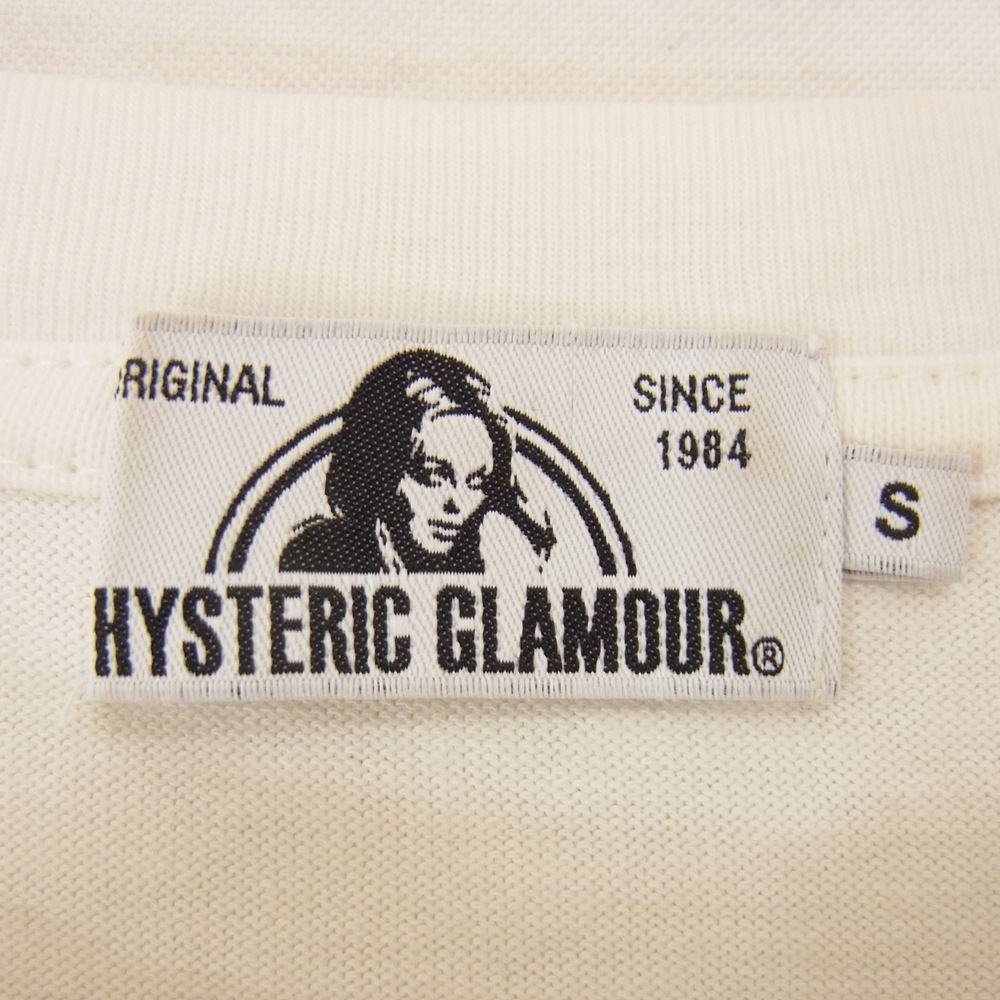 ORIGINAL
SINCE
1984
HYSTERIC GLAMOUR®
S